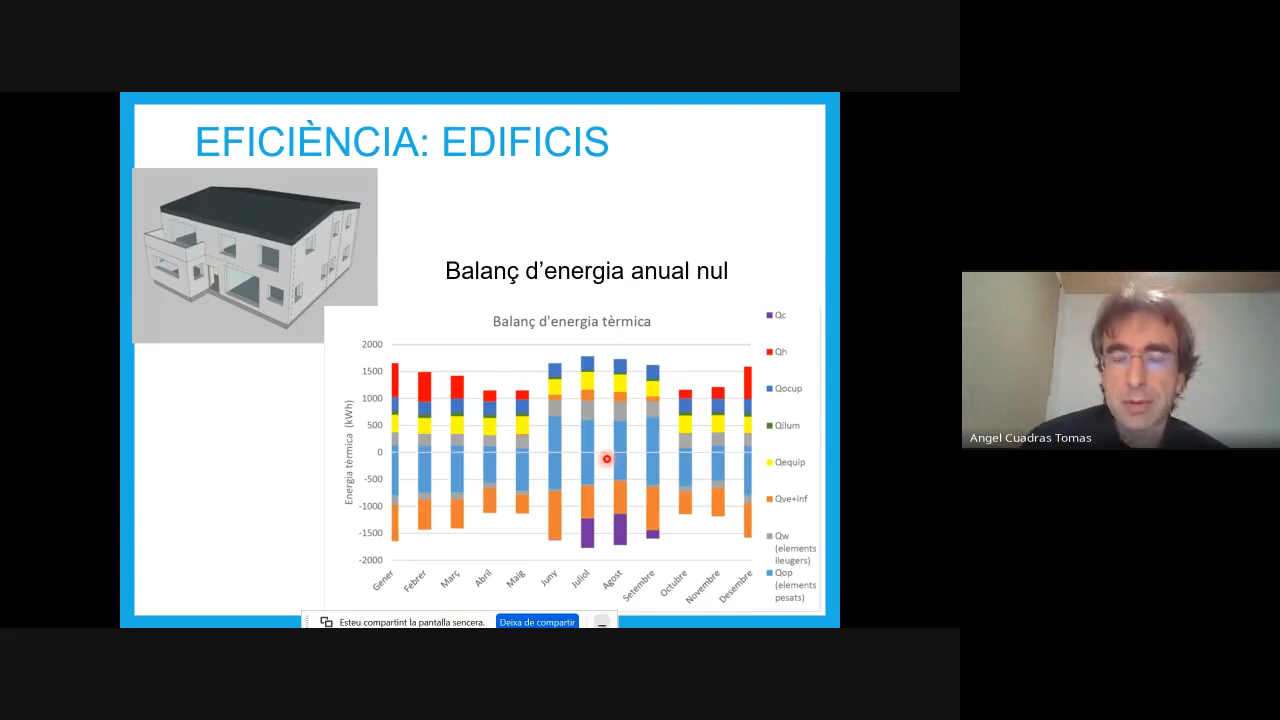 EFICIÈNCIA: EDIFICIS
Balanç d’energia anual nul
Balanç d'energia tèrmica
Energia tèrmica (kWh)
2000
1500
1000
500
0
-500
-1000
-1500
-2000
Gener
Febrer
Març
Abril
Maig
Juny
Juliol
Agost
Setembre
Octubre
Novembre
Desembre
Qc
Qh
Qocup
Qilum
Qequip
Qve+inf
Qw
(elements
lleugers)
Qop
(elements
pesats)
Esteu compartint la pantalla sencera.
Deixa de compartir
Angel Cuadras Tomas